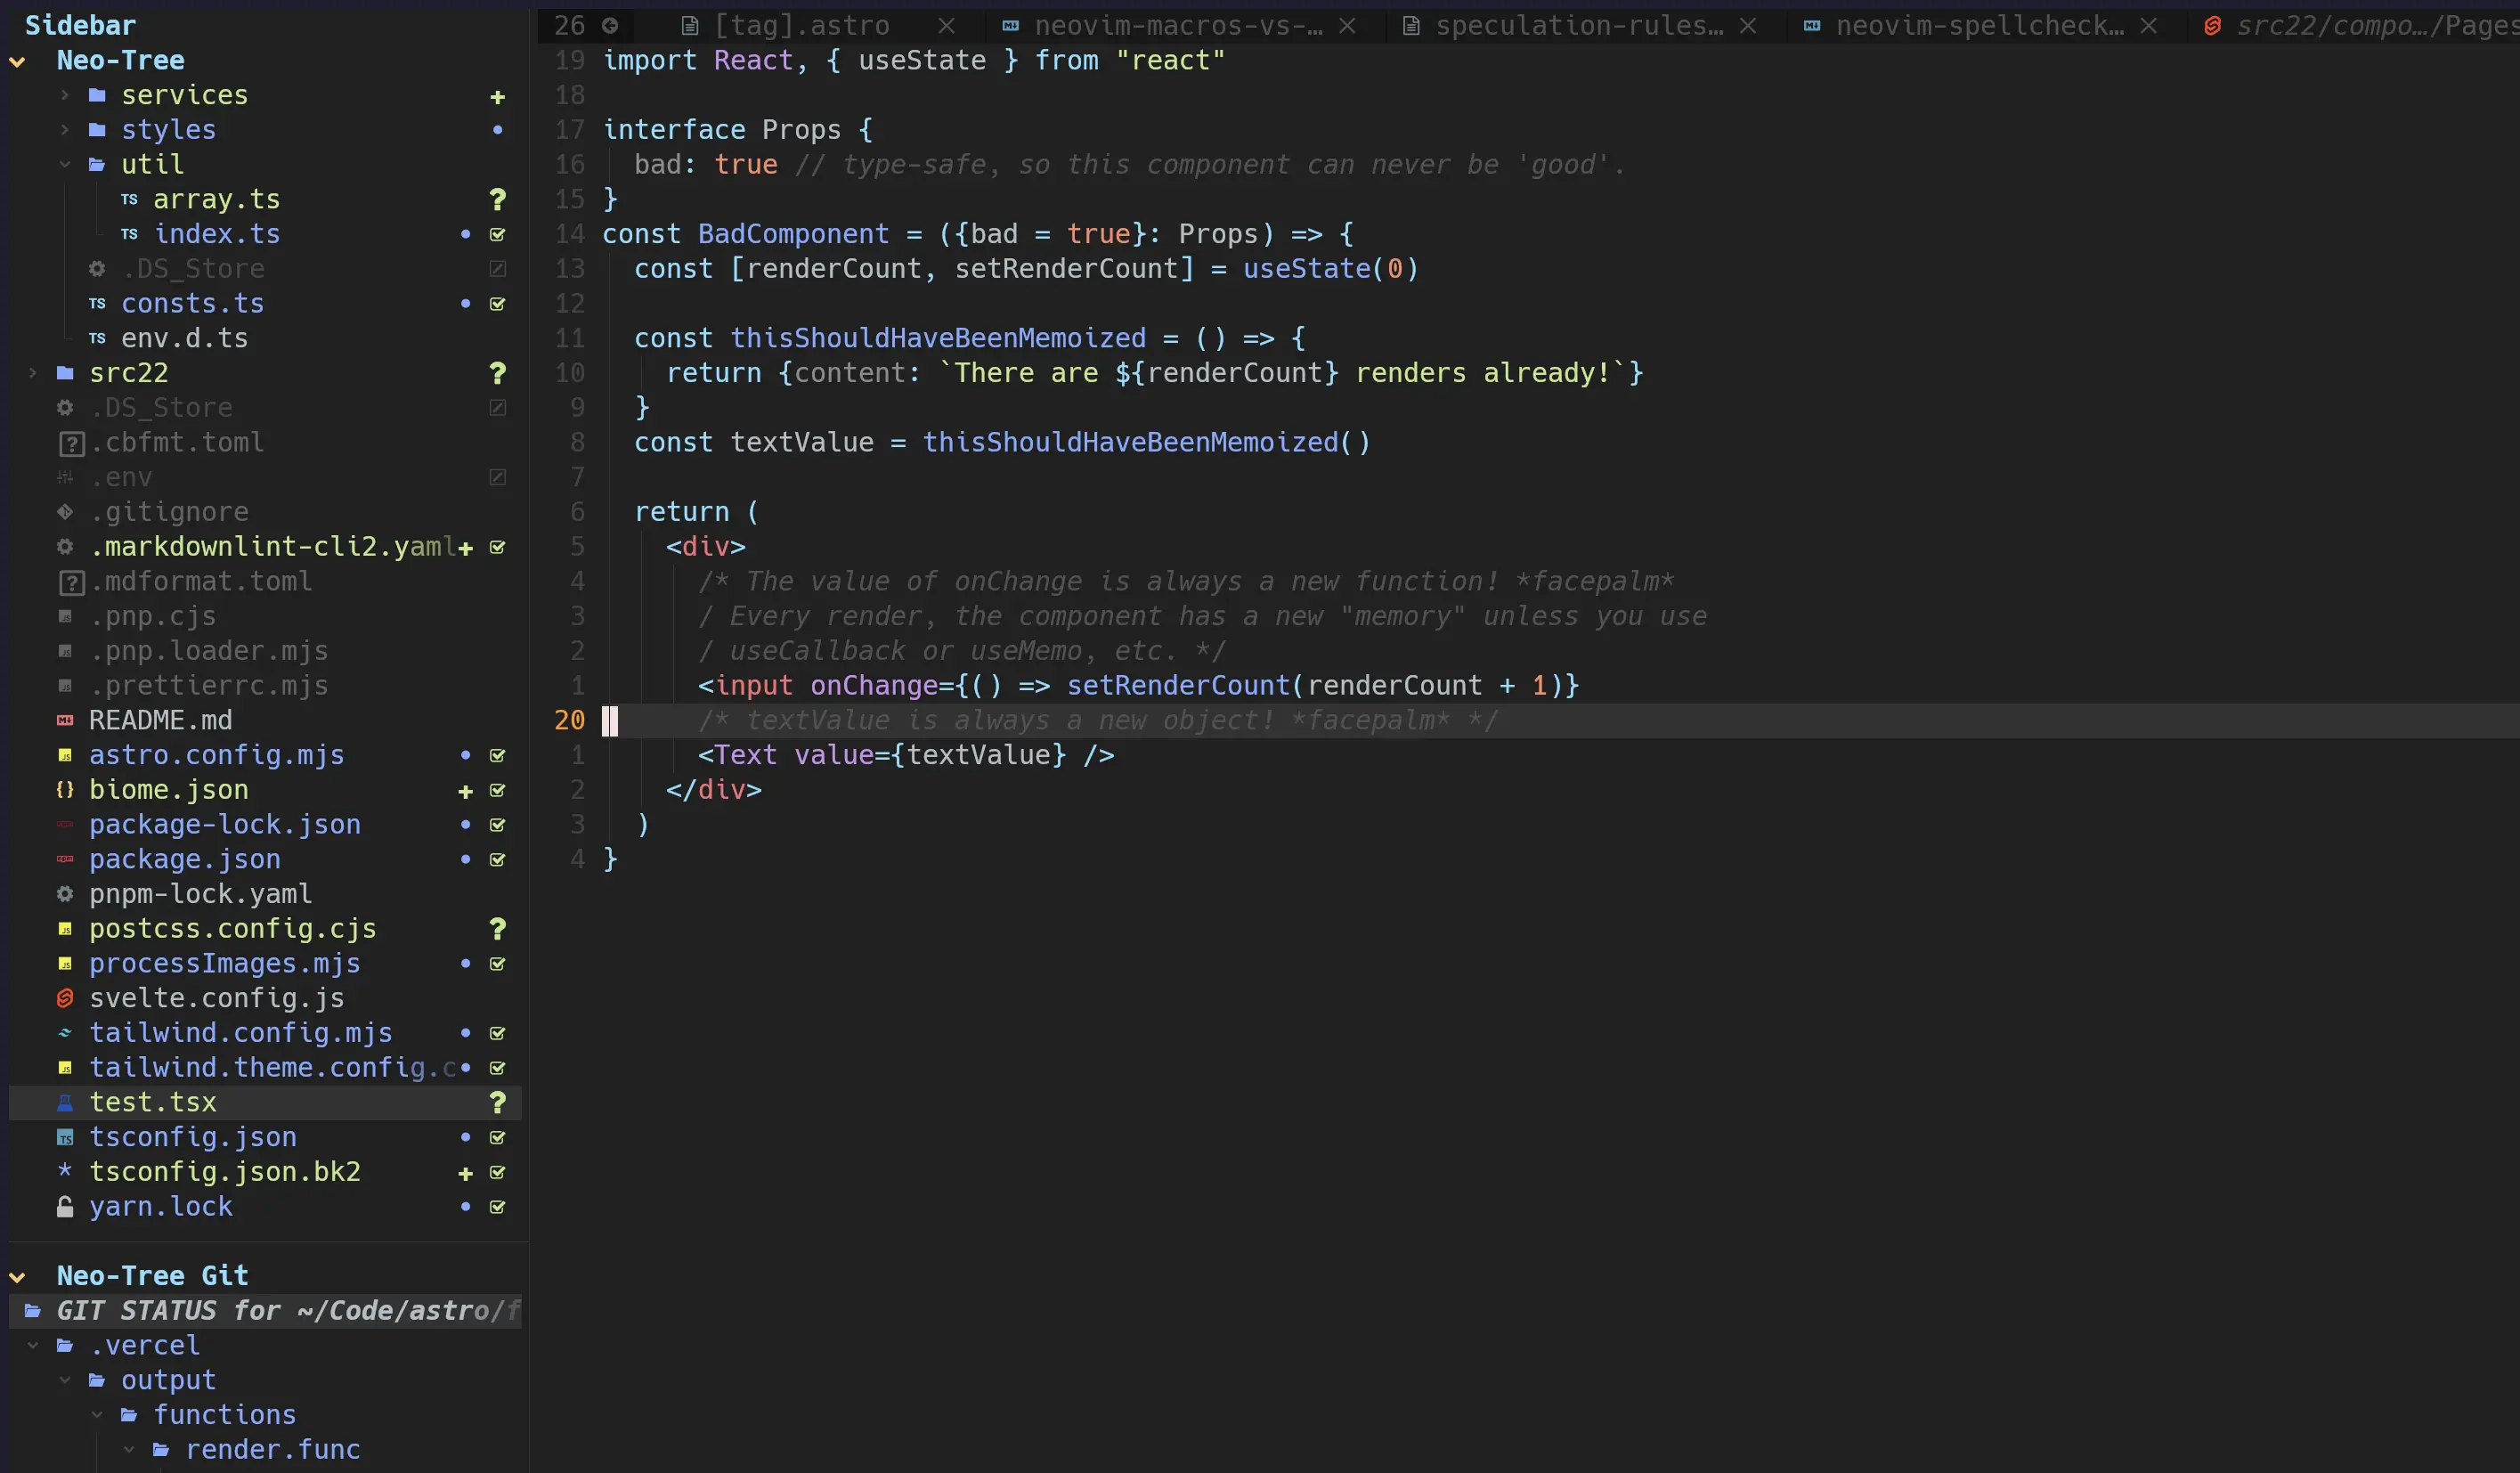 Sidebar
Neo-Tree
services +
styles
util
TS array.ts ?
TS index.ts
.DS_Store
TS consts.ts
TS env.d.ts
src22 ?
.DS_Store
.cbfmt.toml
.env
.gitignore
.markdownlint-cli2.yaml+
.mdformat.toml
.pnp.cjs
.pnp.loader.mjs
.prettierrc.mjs
README.md
astro.config.mjs
{} biome.json +
package-lock.json
package.json
pnpm-lock.yaml
postcss.config.cjs ?
processImages.mjs
svelte.config.js
tailwind.config.mjs
tailwind.theme.config.c
test.tsx ?
TS tsconfig.json
* tsconfig.json.bk2 +
yarn.lock
Neo-Tree Git
GIT STATUS for ~/Code/astro/f
.vercel
output
functions
render.func
26 [tag].astro × neovim-macros-vs-… × speculation-rules… × neovim-spellcheck… × src22/compo…/Pages
19 import React, { useState } from "react"
18
17 interface Props {
16 bad: true // type-safe, so this component can never be 'good'.
15 }
14 const BadComponent = ({bad = true}: Props) => {
13 const [renderCount, setRenderCount] = useState(0)
12
11 const thisShouldHaveBeenMemoized = () => {
10 return {content: `There are ${renderCount} renders already!`}
9 }
8 const textValue = thisShouldHaveBeenMemoized()
7
6 return (
5 <div>
4 /* The value of onChange is always a new function! *facepalm*
3 / Every render, the component has a new "memory" unless you use
2 / useCallback or useMemo, etc. */
1 <input onChange={() => setRenderCount(renderCount + 1)}
20 /* textValue is always a new object! *facepalm* */
1 <Text value={textValue} />
2 </div>
3 )
4 }